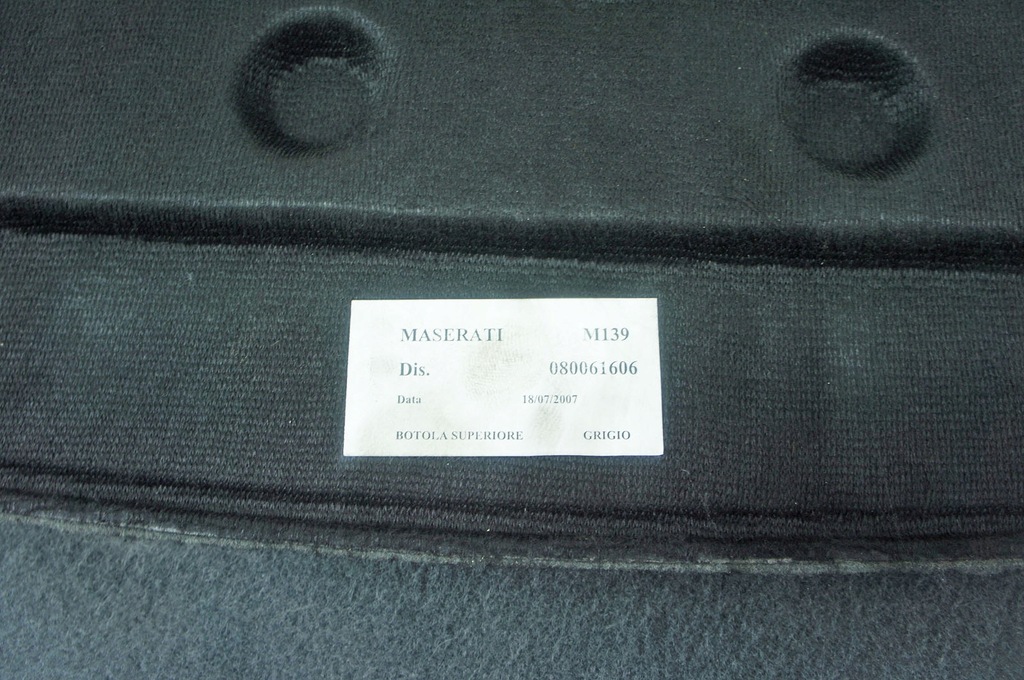 MASERATI M139
Dis. 080061606
Data 18/07/2007
BOTOLA SUPERIORE GRIGIO